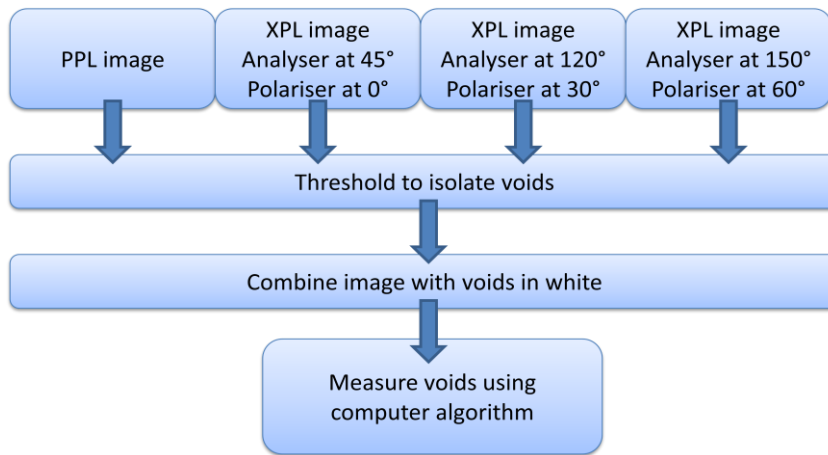 PPL image
XPL image
Analyser at 45°
Polariser at 0°
XPL image
Analyser at 120°
Polariser at 30°
XPL image
Analyser at 150°
Polariser at 60°
Threshold to isolate voids
Combine image with voids in white
Measure voids using
computer algorithm